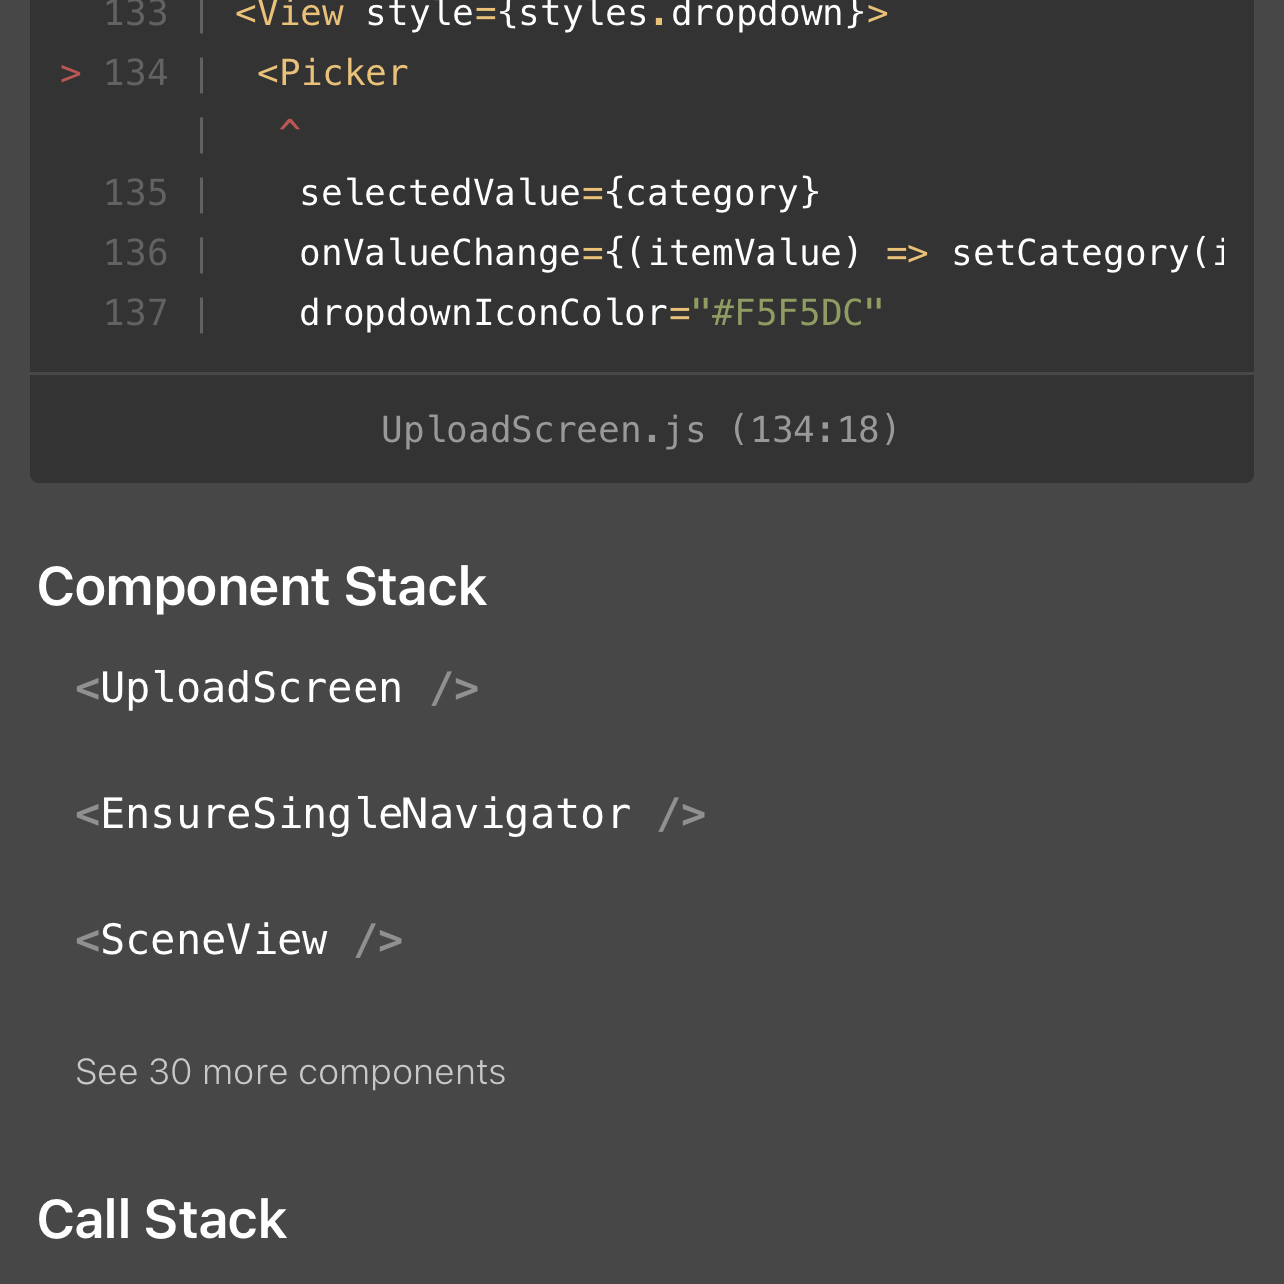 133 | <View style={styles.dropdown}>
> 134 | <Picker
| ^
135 | selectedValue={category}
136 | onValueChange={(itemValue) => setCategory(i
137 | dropdownIconColor="#F5F5DC"
UploadScreen.js (134:18)
Component Stack
<UploadScreen />
<EnsureSingleNavigator />
<SceneView />
See 30 more components
Call Stack